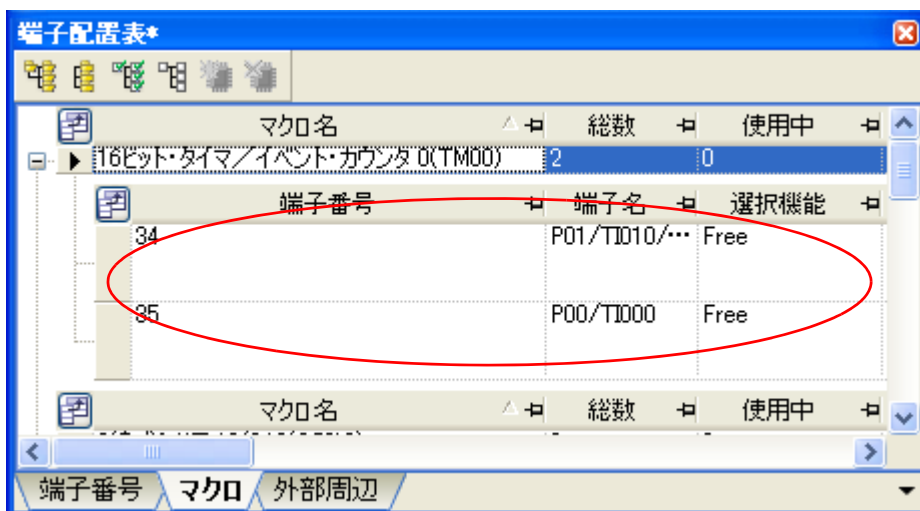 端子配置表*
マクロ名 総数 使用中
16ビット・タイマ/イベント・カウンタ 0(TM00) 2 0
端子番号 端子名 選択機能
34 P01/TI010/… Free
35 P00/TI000 Free
マクロ名 総数 使用中
端子番号 マクロ 外部周辺